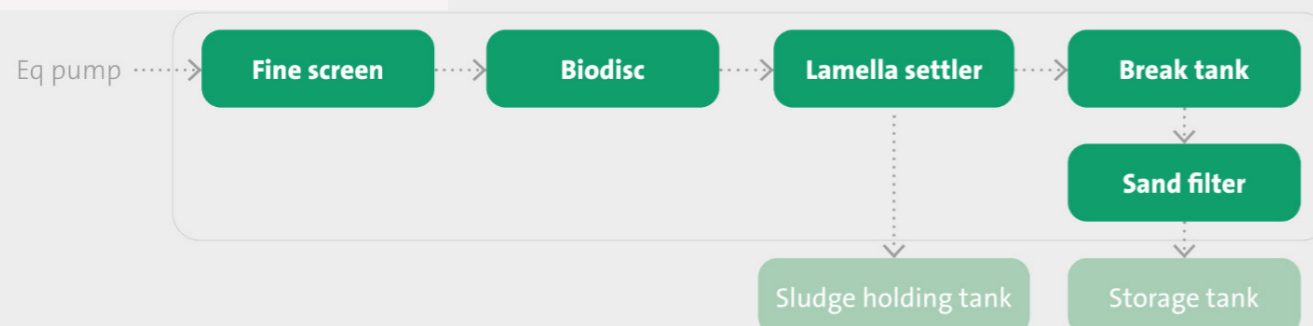 Eq pump
Fine screen
Biodisc
Lamella settler
Break tank
Sand filter
Sludge holding tank
Storage tank